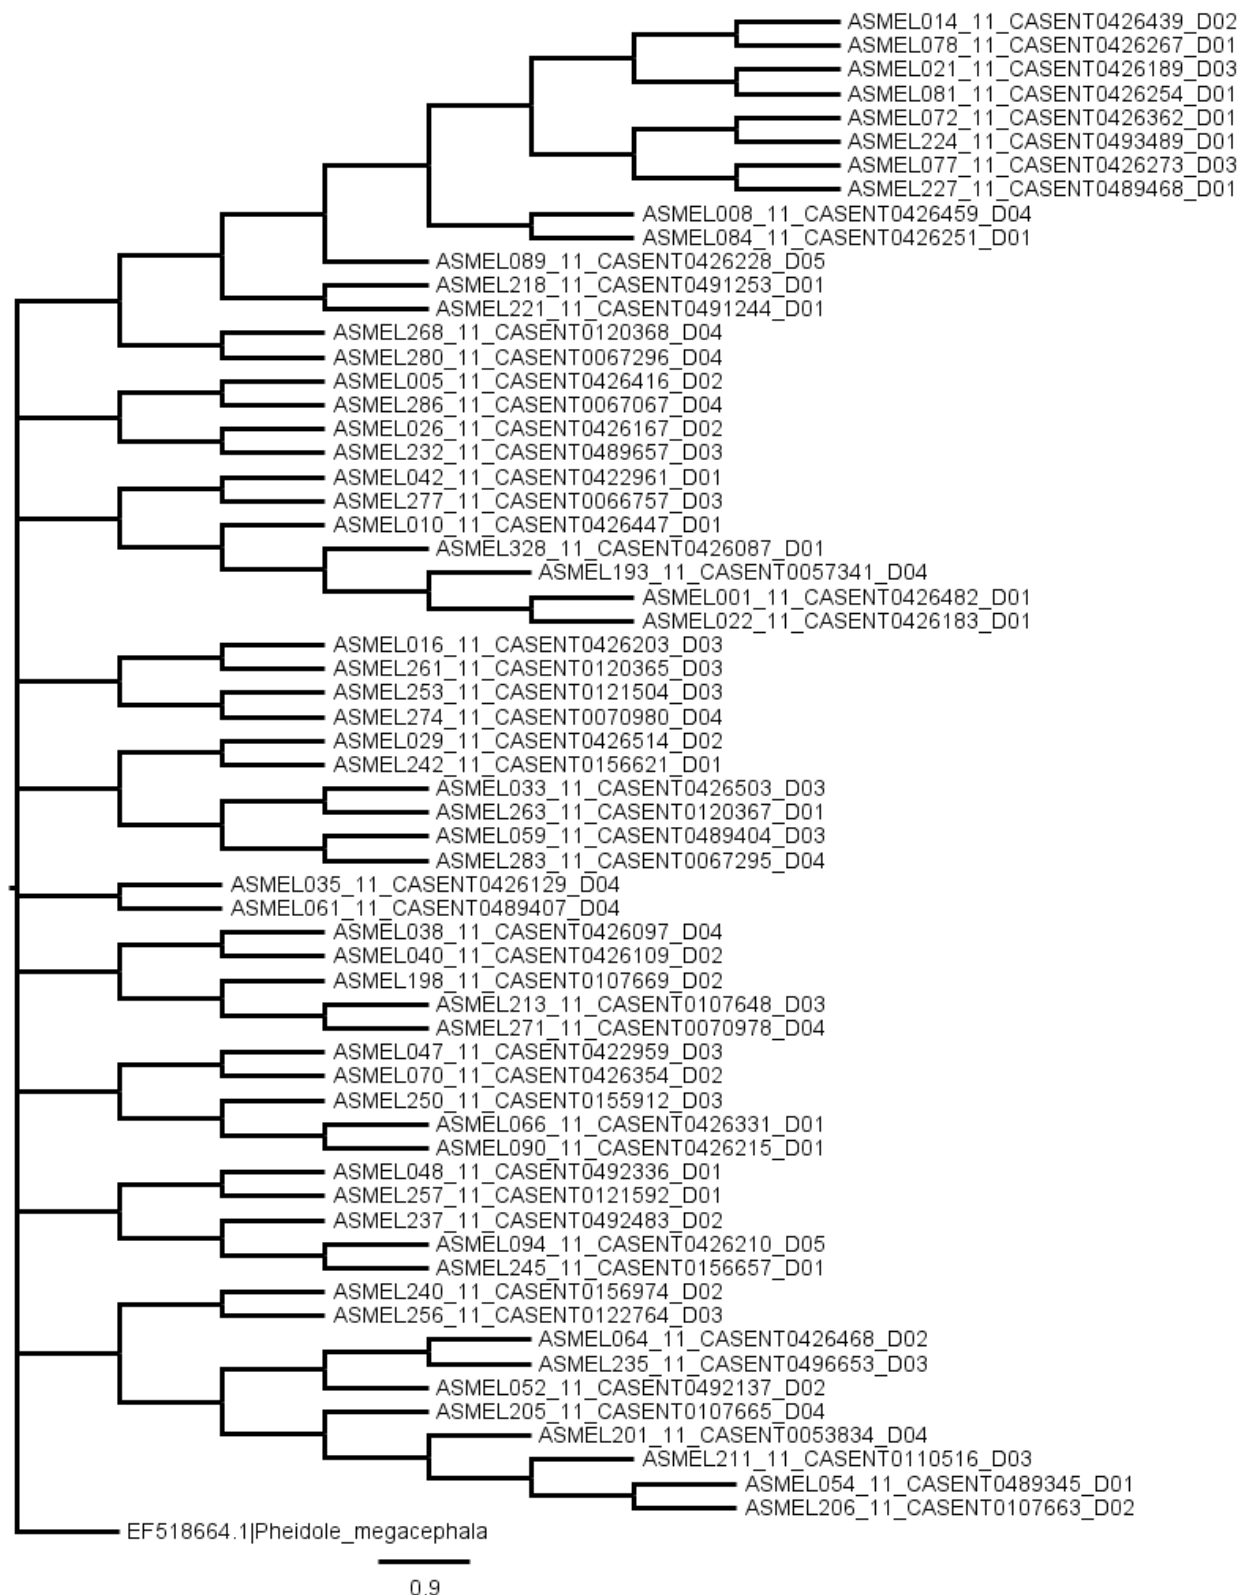 ASMEL014_11_CASENT0426439_D02
ASMEL078_11_CASENT0426267_D01
ASMEL021_11_CASENT0426189_D03
ASMEL081_11_CASENT0426254_D01
ASMEL072_11_CASENT0426362_D01
ASMEL224_11_CASENT0493489_D01
ASMEL077_11_CASENT0426273_D03
ASMEL227_11_CASENT0489468_D01
ASMEL008_11_CASENT0426459_D04
ASMEL084_11_CASENT0426251_D01
ASMEL089_11_CASENT0426228_D05
ASMEL218_11_CASENT0491253_D01
ASMEL221_11_CASENT0491244_D01
ASMEL268_11_CASENT0120368_D04
ASMEL280_11_CASENT0067296_D04
ASMEL005_11_CASENT0426416_D02
ASMEL286_11_CASENT0067067_D04
ASMEL026_11_CASENT0426167_D02
ASMEL232_11_CASENT0489657_D03
ASMEL042_11_CASENT0422961_D01
ASMEL277_11_CASENT0066757_D03
ASMEL010_11_CASENT0426447_D01
ASMEL328_11_CASENT0426087_D01
ASMEL193_11_CASENT0057341_D04
ASMEL001_11_CASENT0426482_D01
ASMEL022_11_CASENT0426183_D01
ASMEL016_11_CASENT0426203_D03
ASMEL261_11_CASENT0120365_D03
ASMEL253_11_CASENT0121504_D03
ASMEL274_11_CASENT0070980_D04
ASMEL029_11_CASENT0426514_D02
ASMEL242_11_CASENT0156621_D01
ASMEL033_11_CASENT0426503_D03
ASMEL263_11_CASENT0120367_D01
ASMEL059_11_CASENT0489404_D03
ASMEL283_11_CASENT0067295_D04
ASMEL035_11_CASENT0426129_D04
ASMEL061_11_CASENT0489407_D04
ASMEL038_11_CASENT0426097_D04
ASMEL040_11_CASENT0426109_D02
ASMEL198_11_CASENT0107669_D02
ASMEL213_11_CASENT0107648_D03
ASMEL271_11_CASENT0070978_D04
ASMEL047_11_CASENT0422959_D03
ASMEL070_11_CASENT0426354_D02
ASMEL250_11_CASENT0155912_D03
ASMEL066_11_CASENT0426331_D01
ASMEL090_11_CASENT0426215_D01
ASMEL048_11_CASENT0492336_D01
ASMEL257_11_CASENT0121592_D01
ASMEL237_11_CASENT0492483_D02
ASMEL094_11_CASENT0426210_D05
ASMEL245_11_CASENT0156657_D01
ASMEL240_11_CASENT0156974_D02
ASMEL256_11_CASENT0122764_D03
ASMEL064_11_CASENT0426468_D02
ASMEL235_11_CASENT0496653_D03
ASMEL052_11_CASENT0492137_D02
ASMEL205_11_CASENT0107665_D04
ASMEL201_11_CASENT0053834_D04
ASMEL211_11_CASENT0110516_D03
ASMEL054_11_CASENT0489345_D01
ASMEL206_11_CASENT0107663_D02
EF518664.1|Pheidole_megacephala
0.9